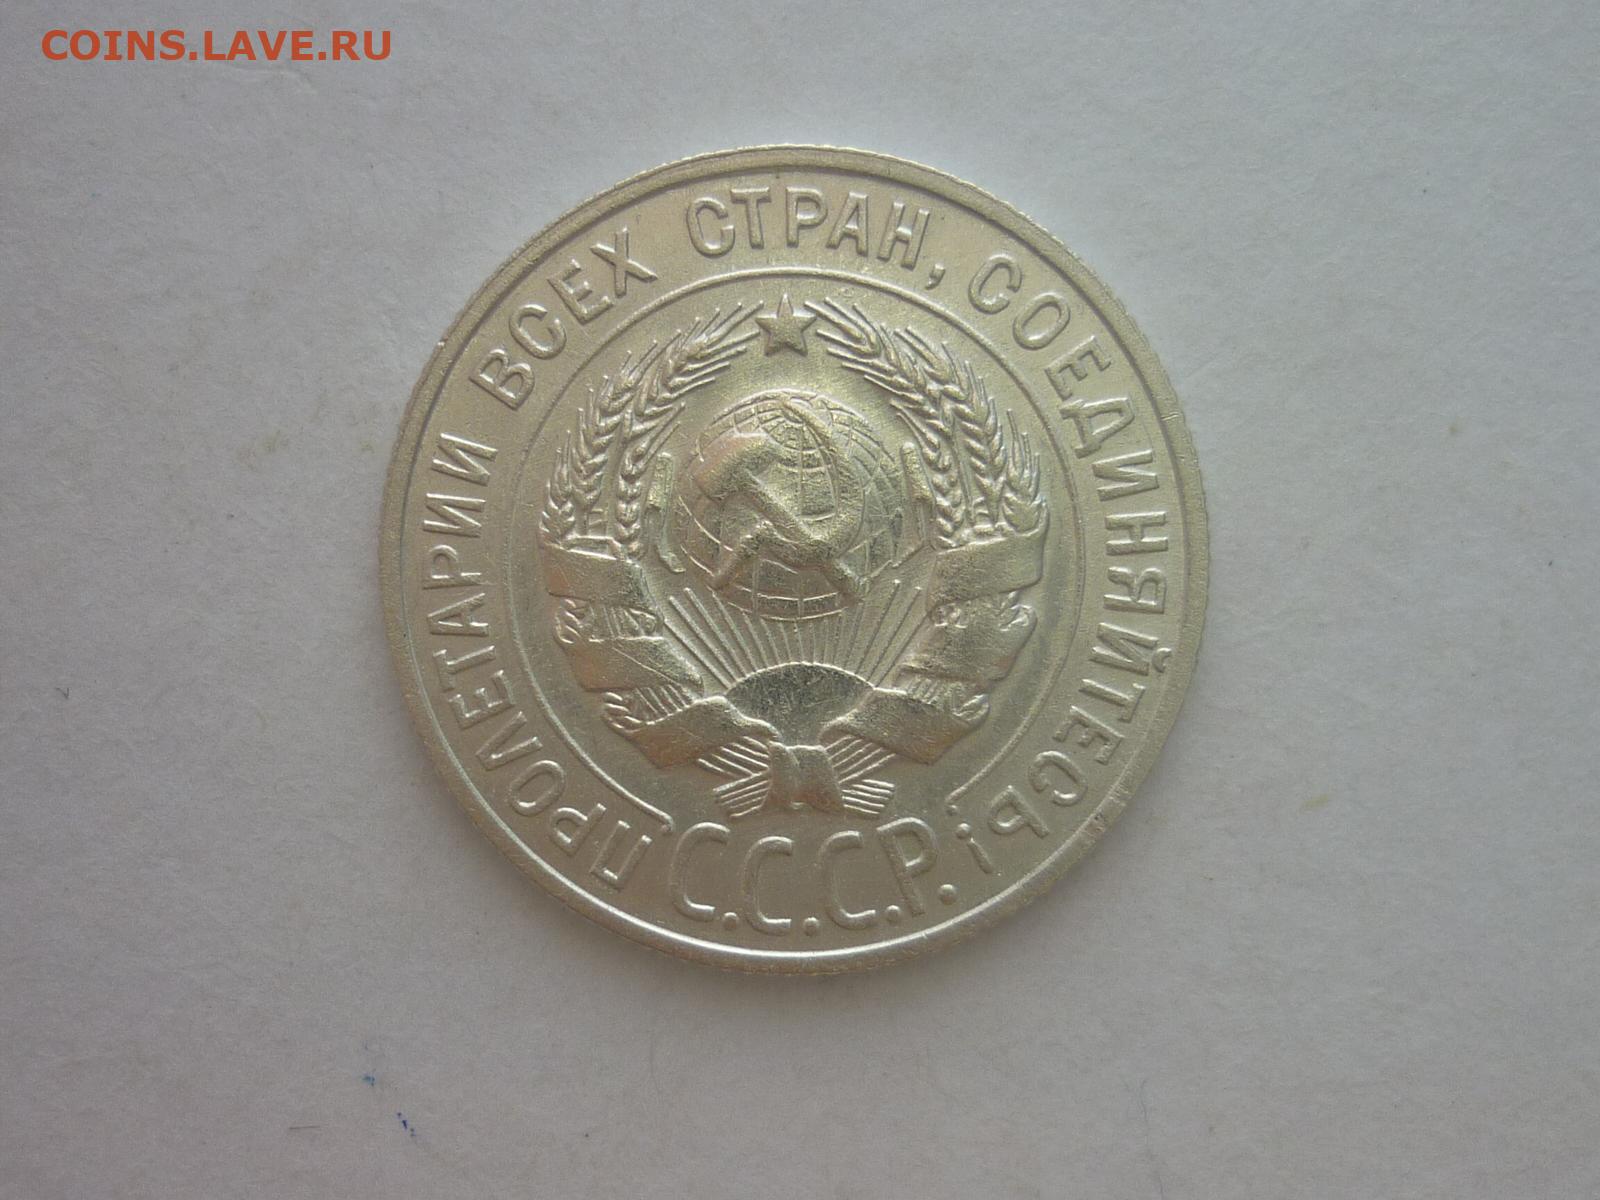 COINS.LAVE.RU
ПРОЛЕТАРИИ ВСЕХ СТРАН, СОЕДИНЯЙТЕСЬ!
С.С.С.Р.